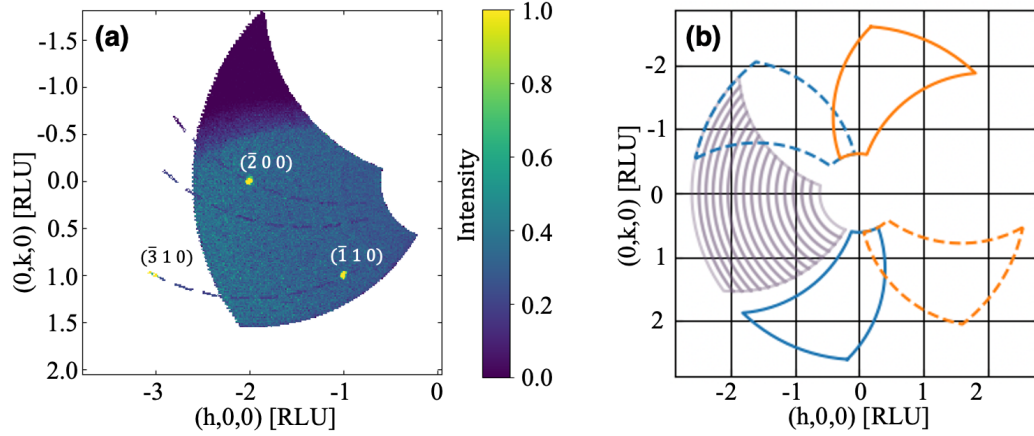 (a)
-1.5
-0.5
0.0
0.5
1.0
1.5
2.0
(0,k,0) [RLU]
(2̄ 0 0)
(3̄ 1 0)
(1̄ 1 0)
-3
-2
-1
0
(h,0,0) [RLU]
1.0
0.8
0.6
0.4
0.2
0.0
Intensity
(b)
-2
-1
0
1
2
(0,k,0) [RLU]
-2
-1
0
1
2
(h,0,0) [RLU]